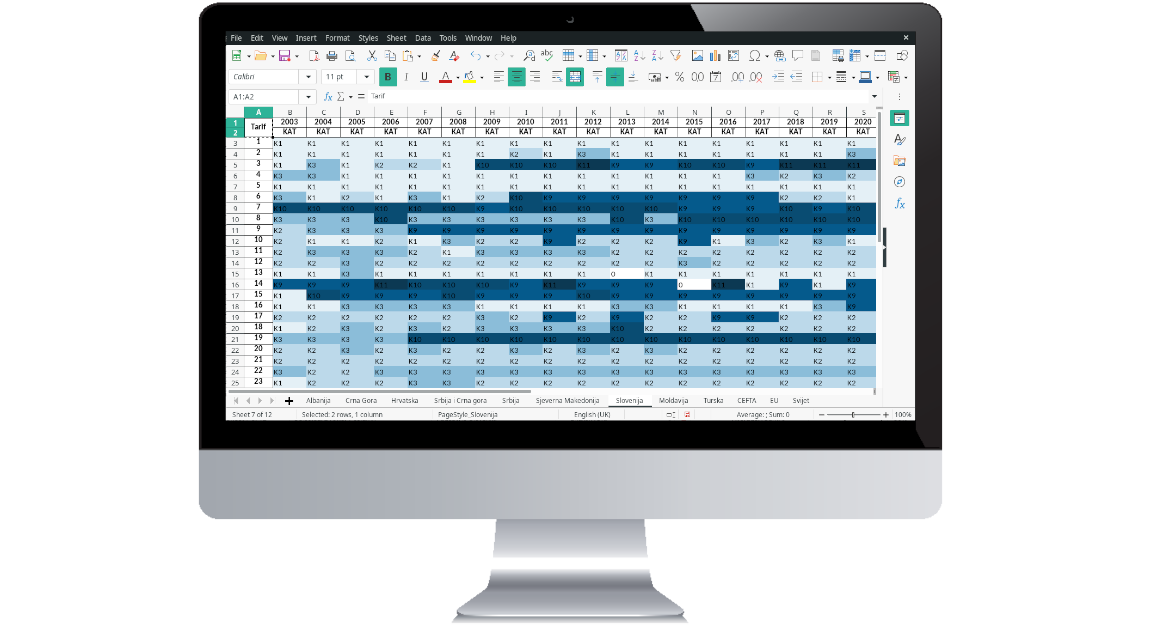 File Edit View Insert Format Styles Sheet Data Tools Window Help
Calibri 11 pt B I U A
A1:A2 fx Σ = Tarif
A B C D E F G H I J K L M N O P Q R S
1 Tarif 2003 2004 2005 2006 2007 2008 2009 2010 2011 2012 2013 2014 2015 2016 2017 2018 2019 2020
2 KAT KAT KAT KAT KAT KAT KAT KAT KAT KAT KAT KAT KAT KAT KAT KAT KAT KAT
3 1 K1 K1 K1 K1 K1 K1 K1 K1 K1 K1 K1 K1 K1 K1 K1 K1 K1 K1
4 2 K1 K1 K1 K1 K1 K1 K1 K2 K1 K3 K1 K1 K1 K1 K1 K1 K1 K3
5 3 K1 K3 K1 K2 K2 K1 K10 K10 K10 K11 K9 K9 K9 K9 K9 K11 K11 K11
6 4 K3 K3 K1 K1 K1 K1 K1 K1 K1 K1 K1 K1 K1 K1 K3 K2 K3 K2
7 5 K1 K1 K1 K1 K1 K1 K1 K1 K1 K1 K1 K1 K1 K1 K1 K1 K1 K1
8 6 K3 K1 K2 K1 K3 K1 K2 K10 K9 K9 K9 K9 K9 K9 K9 K2 K2 K1
9 7 K10 K10 K10 K10 K10 K10 K9 K10 K9 K9 K10 K10 K9 K9 K9 K10 K9 K10
10 8 K3 K3 K3 K10 K3 K3 K3 K3 K3 K3 K10 K3 K10 K10 K10 K10 K10 K10
11 9 K2 K3 K3 K3 K9 K9 K9 K9 K9 K9 K9 K9 K9 K9 K9 K9 K9 K9
12 10 K2 K1 K1 K2 K1 K3 K2 K2 K9 K2 K2 K2 K9 K1 K3 K2 K3 K1
13 11 K2 K3 K3 K3 K2 K1 K3 K3 K3 K3 K2 K2 K2 K2 K2 K2 K2 K2
14 12 K2 K2 K3 K2 K2 K2 K2 K2 K2 K2 K2 K2 K3 K2 K2 K2 K2 K2
15 13 K1 K1 K3 K1 K1 K1 K1 K1 K1 K1 0 K1 K1 K1 K1 K1 K1 K1
16 14 K9 K9 K9 K11 K10 K10 K10 K9 K11 K9 K9 K9 0 K11 K1 K9 K1 K9
17 15 K1 K10 K9 K9 K9 K10 K9 K9 K9 K10 K9 K9 K9 K9 K9 K9 K9 K9
18 16 K1 K1 K3 K3 K3 K3 K1 K1 K1 K2 K3 K3 K1 K1 K1 K1 K3 K9
19 17 K2 K2 K2 K2 K2 K2 K3 K2 K9 K2 K9 K2 K2 K9 K9 K2 K2 K2
20 18 K1 K2 K3 K2 K3 K2 K2 K3 K3 K3 K10 K2 K2 K2 K2 K2 K2 K2
21 19 K3 K3 K3 K3 K10 K10 K10 K10 K10 K10 K10 K10 K10 K10 K10 K10 K10 K10
22 20 K2 K2 K3 K2 K3 K2 K2 K3 K2 K3 K2 K3 K2 K2 K2 K2 K2 K2
23 21 K2 K2 K2 K2 K2 K2 K2 K2 K2 K2 K2 K2 K2 K2 K2 K2 K2 K2
24 22 K3 K2 K2 K2 K3 K3 K3 K3 K3 K3 K3 K3 K3 K3 K3 K3 K3 K3
25 23 K1 K2 K2 K2 K3 K3 K2 K2 K2 K2 K2 K2 K2 K2 K2 K2 K2 K3
Albanija Crna Gora Hrvatska Srbija i Crna gora Srbija Sjeverna Makedonija Slovenija Moldavija Turska CEFTA EU Svijet
Sheet 7 of 12 Selected: 2 rows, 1 column PageStyle_Slovenija English (UK) Average: ; Sum: 0 100%